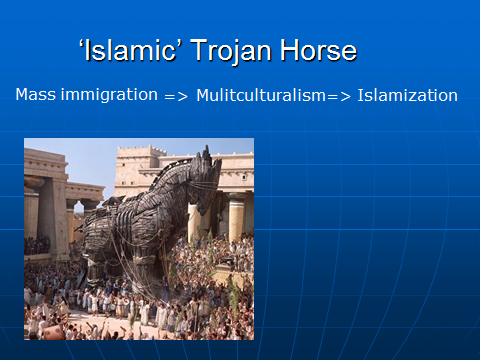 ‘Islamic’ Trojan Horse
Mass immigration => Mulitculturalism=> Islamization